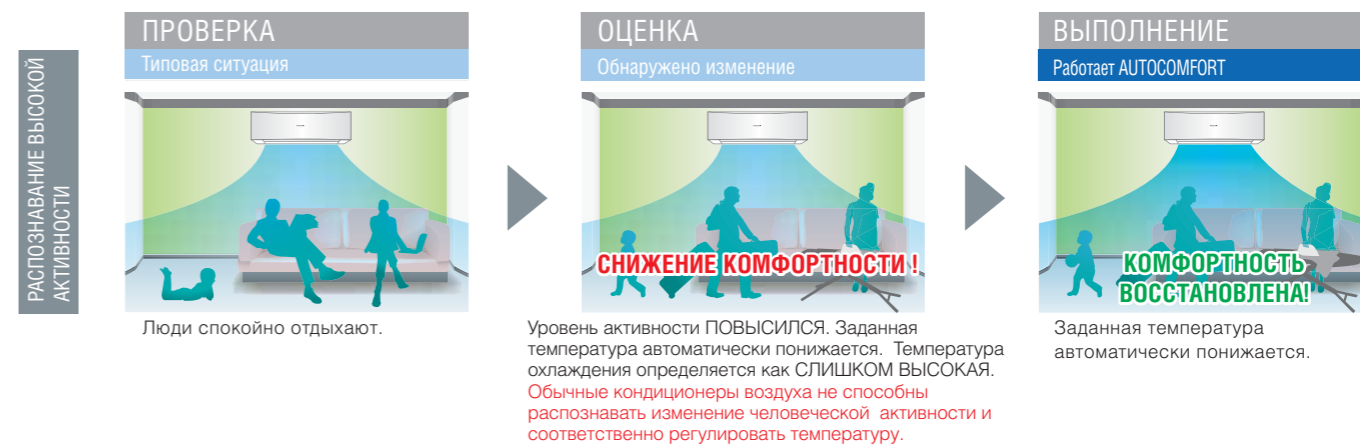 РАСПОЗНАВАНИЕ ВЫСОКОЙ
АКТИВНОСТИ
ПРОВЕРКА
Типовая ситуация
Люди спокойно отдыхают.
ОЦЕНКА
Обнаружено изменение
СНИЖЕНИЕ КОМФОРТНОСТИ !
Уровень активности ПОВЫСИЛСЯ. Заданная
температура автоматически понижается. Температура
охлаждения определяется как СЛИШКОМ ВЫСОКАЯ.
Обычные кондиционеры воздуха не способны
распознавать изменение человеческой активности и
соответственно регулировать температуру.
ВЫПОЛНЕНИЕ
Работает AUTOCOMFORT
КОМФОРТНОСТЬ
ВОССТАНОВЛЕНА!
Заданная температура
автоматически понижается.